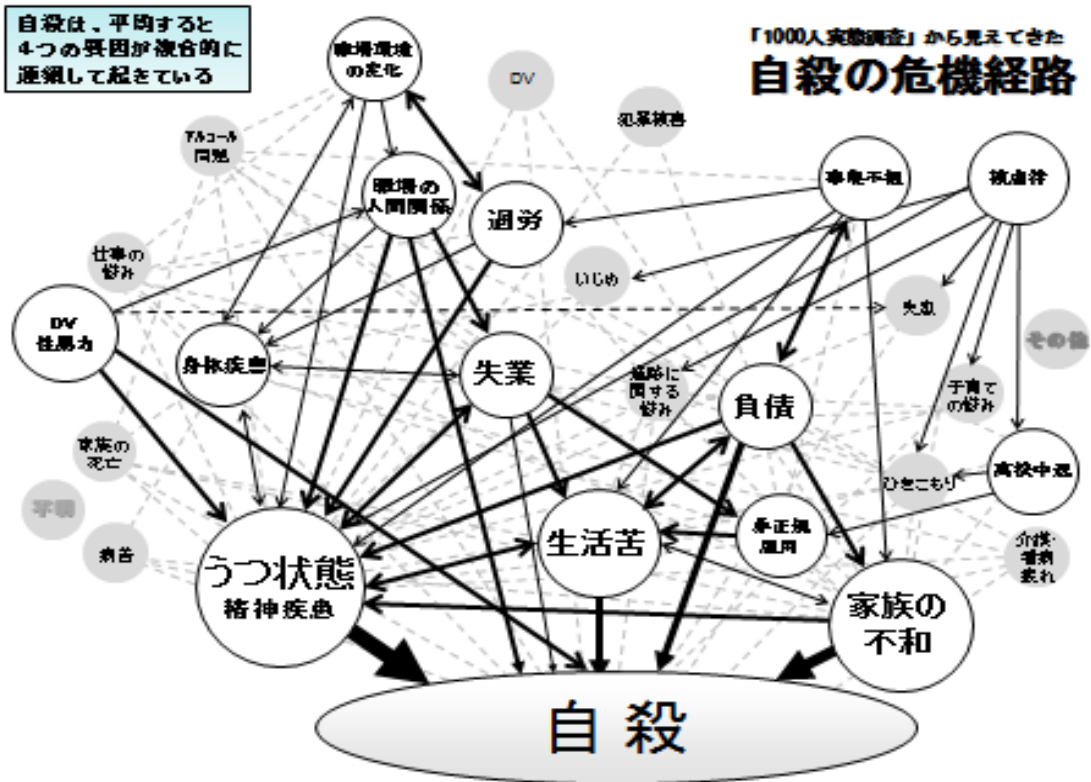 自殺は、平均すると
4つの要因が複合的に
連鎖して起きている
「1000人実態調査」から見えてきた
自殺の危機経路
職場環境
の変化
DV
犯罪被害
アルコール
問題
職場の
人間関係
過労
事業不振
被虐待
仕事の
悩み
いじめ
失恋
その他
DV
性暴力
身体疾患
失業
進路に
関する
悩み
負債
子育て
の悩み
家族の
死亡
ひきこもり
高校中退
不明
病苦
うつ状態
精神疾患
生活苦
非正規
雇用
介護・
看病
疲れ
家族の
不和
自殺